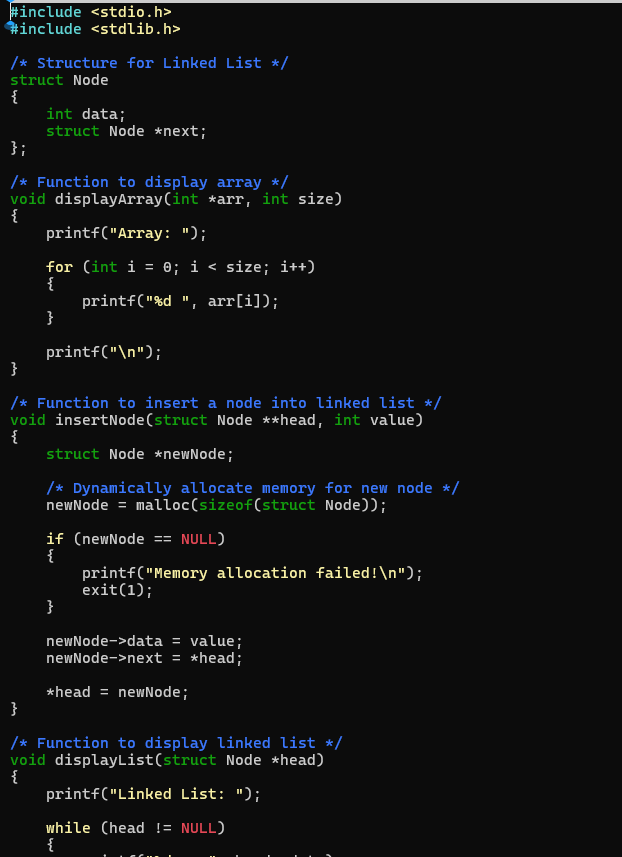 #include <stdio.h>
#include <stdlib.h>

/* Structure for Linked List */
struct Node
{
    int data;
    struct Node *next;
};

/* Function to display array */
void displayArray(int *arr, int size)
{
    printf("Array: ");

    for (int i = 0; i < size; i++)
    {
        printf("%d ", arr[i]);
    }

    printf("\n");
}

/* Function to insert a node into linked list */
void insertNode(struct Node **head, int value)
{
    struct Node *newNode;

    /* Dynamically allocate memory for new node */
    newNode = malloc(sizeof(struct Node));

    if (newNode == NULL)
    {
        printf("Memory allocation failed!\n");
        exit(1);
    }

    newNode->data = value;
    newNode->next = *head;

    *head = newNode;
}

/* Function to display linked list */
void displayList(struct Node *head)
{
    printf("Linked List: ");

    while (head != NULL)
    {